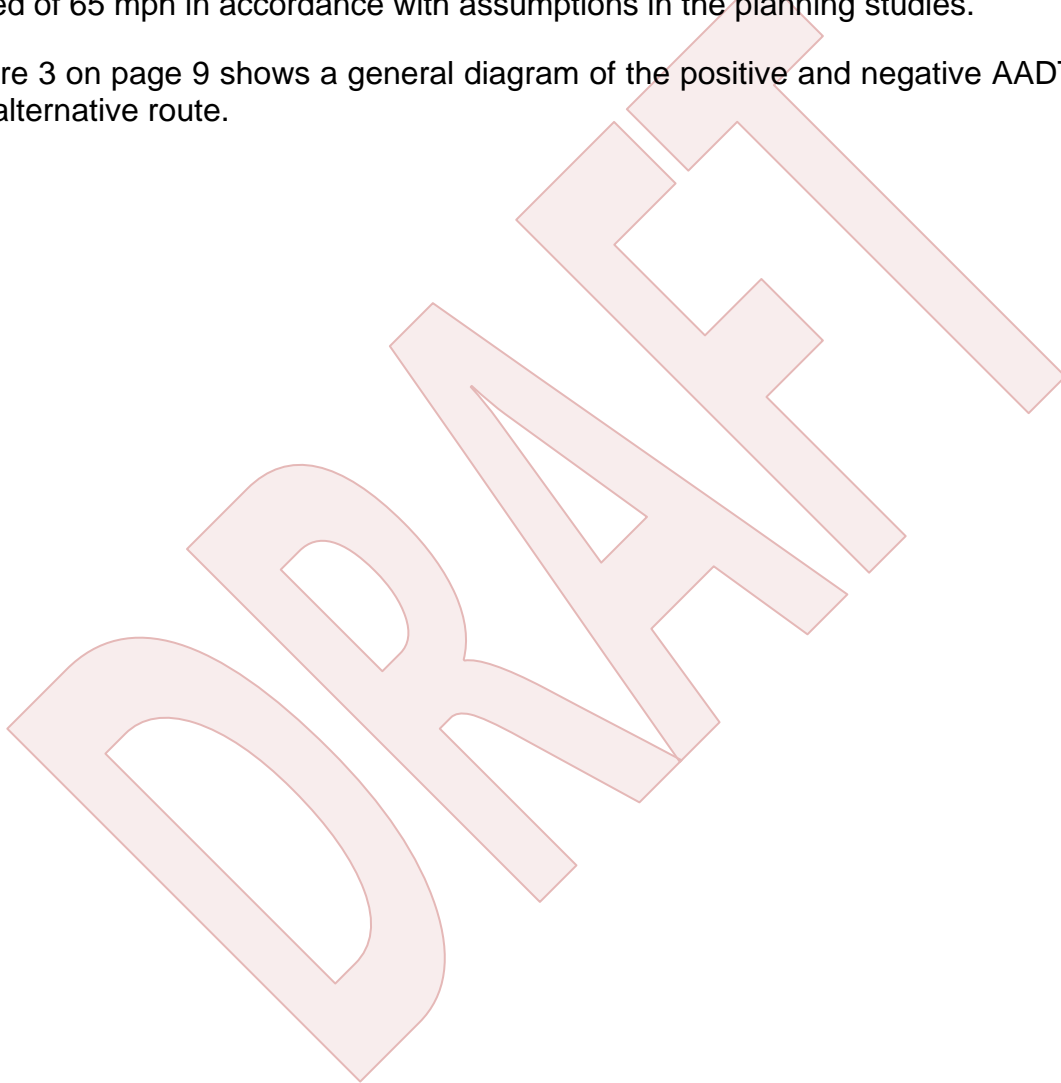 ed of 65 mph in accordance with assumptions in the planning studies.
re 3 on page 9 shows a general diagram of the positive and negative AADT
alternative route.
DRAFT